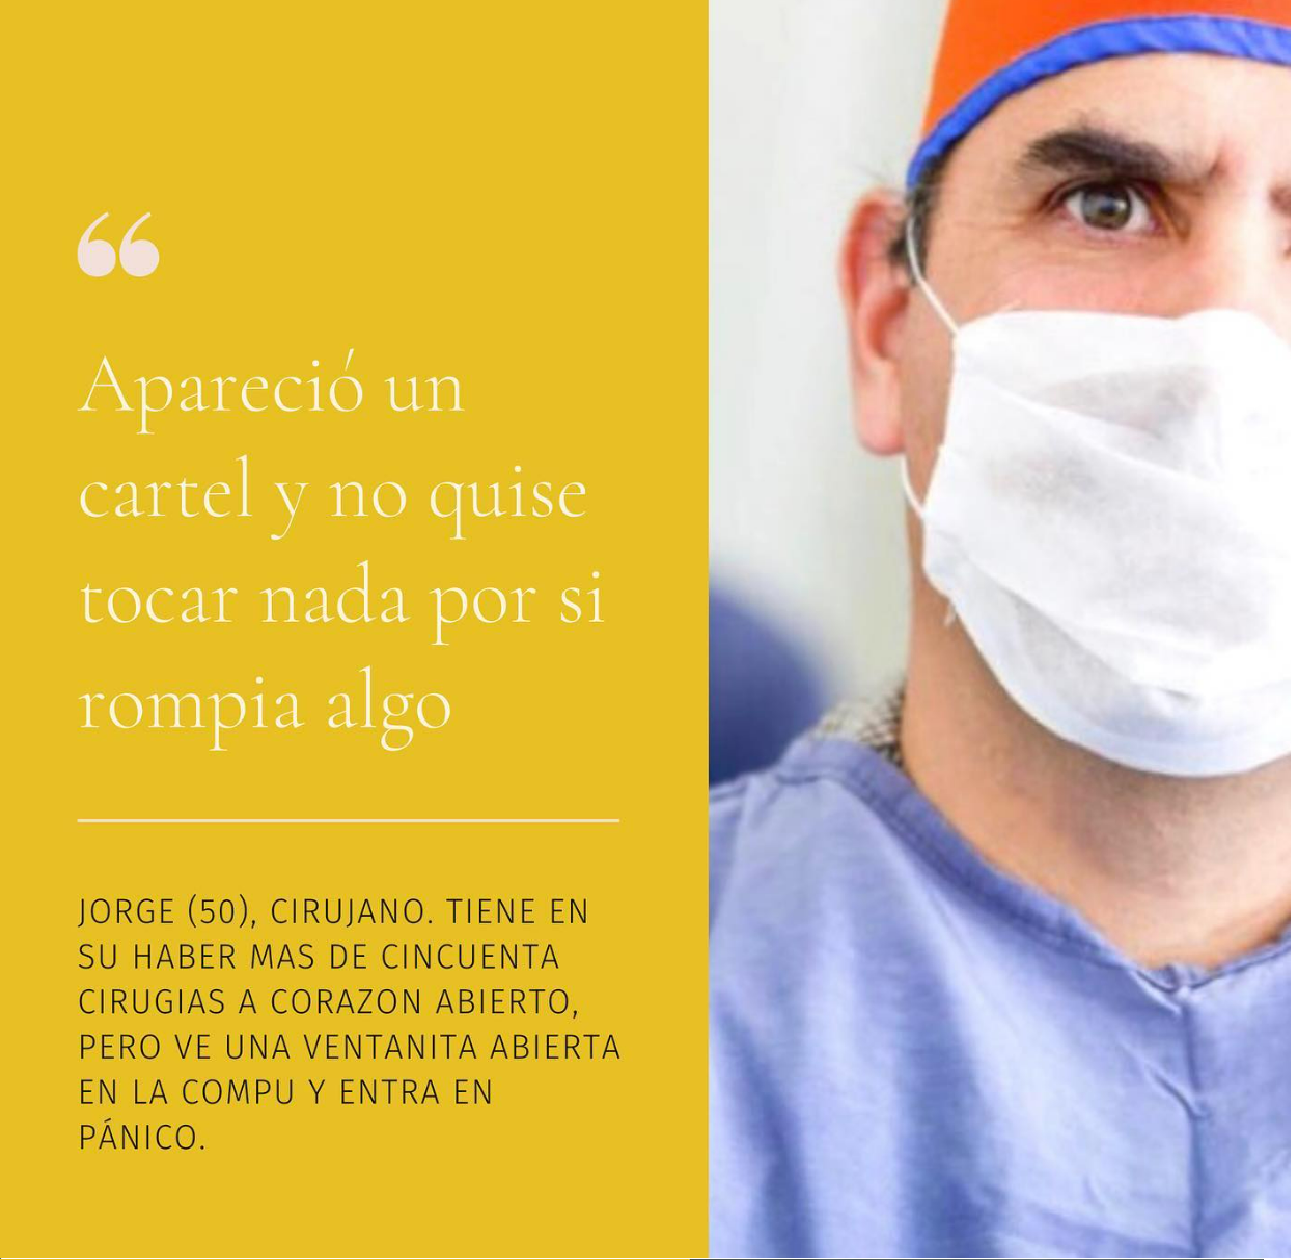 “
Apareció un
cartel y no quise
tocar nada por si
rompia algo
JORGE (50), CIRUJANO. TIENE EN
SU HABER MAS DE CINCUENTA
CIRUGIAS A CORAZON ABIERTO,
PERO VE UNA VENTANITA ABIERTA
EN LA COMPU Y ENTRA EN
PÁNICO.